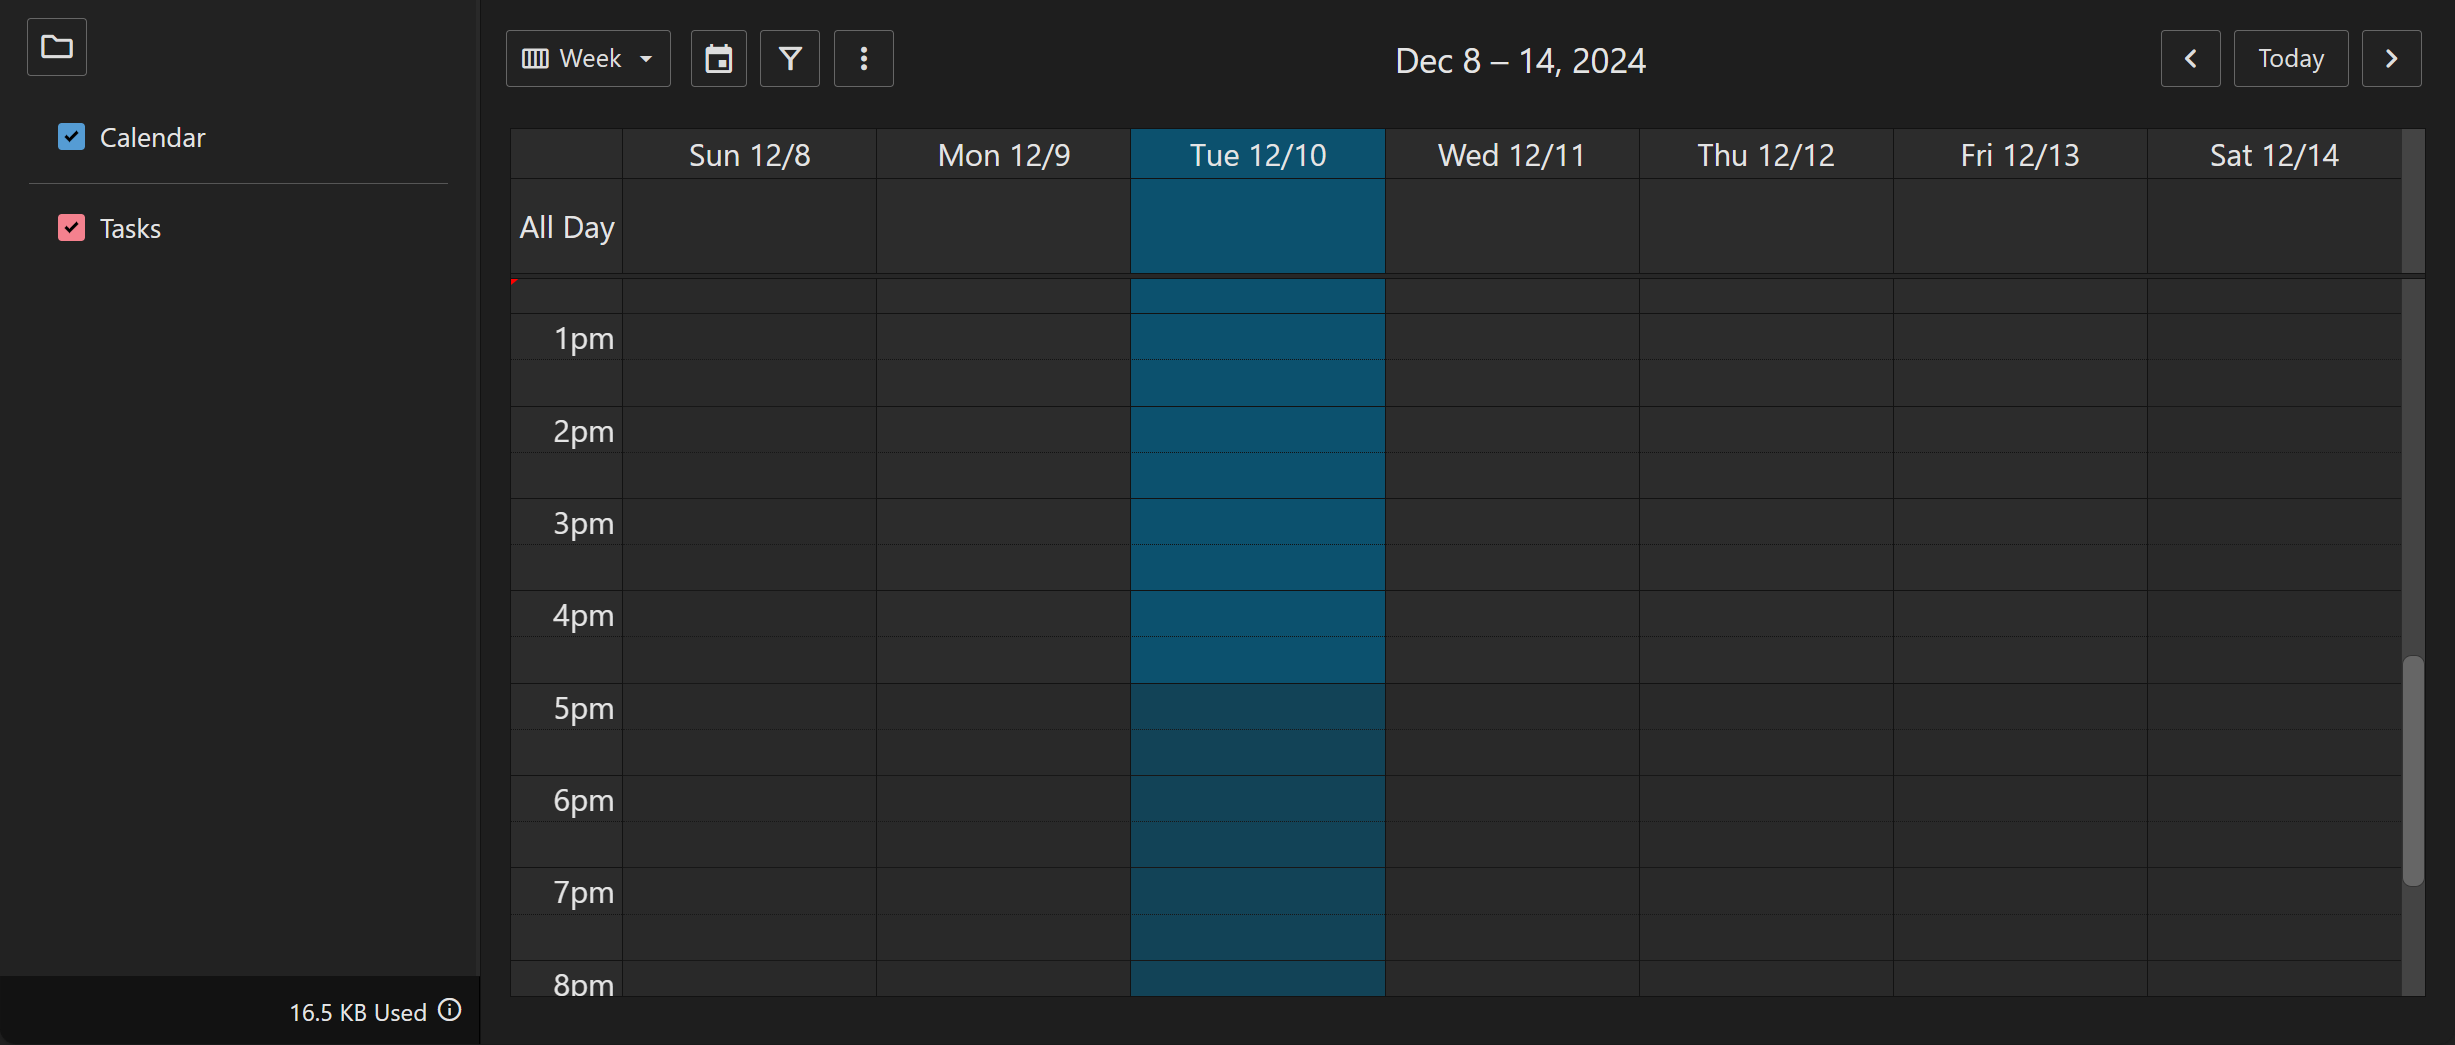 Week
Dec 8 – 14, 2024
Today
Calendar
Tasks
Sun 12/8
Mon 12/9
Tue 12/10
Wed 12/11
Thu 12/12
Fri 12/13
Sat 12/14
All Day
1pm
2pm
3pm
4pm
5pm
6pm
7pm
8pm
16.5 KB Used